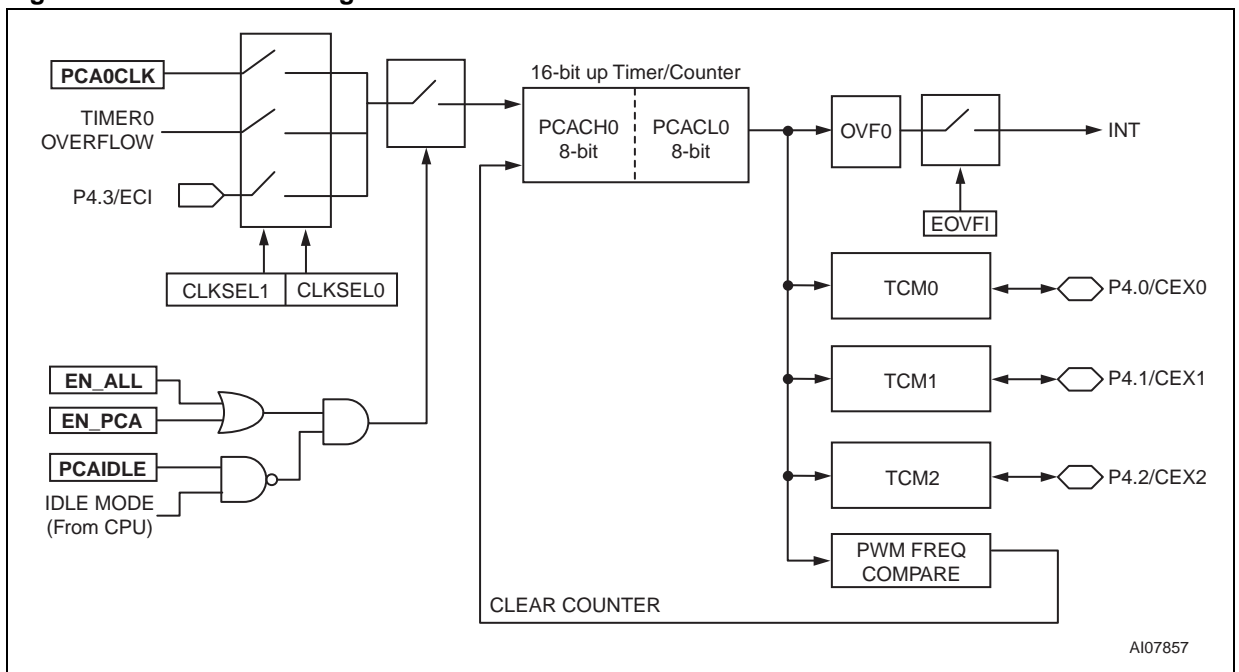 PCA0CLK
TIMER0
OVERFLOW
P4.3/ECI
CLKSEL1
CLKSEL0
EN_ALL
EN_PCA
PCAIDLE
IDLE MODE
(From CPU)
16-bit up Timer/Counter
PCACH0
8-bit
PCACL0
8-bit
OVF0
INT
EOVFI
TCM0
P4.0/CEX0
TCM1
P4.1/CEX1
TCM2
P4.2/CEX2
PWM FREQ
COMPARE
CLEAR COUNTER
AI07857